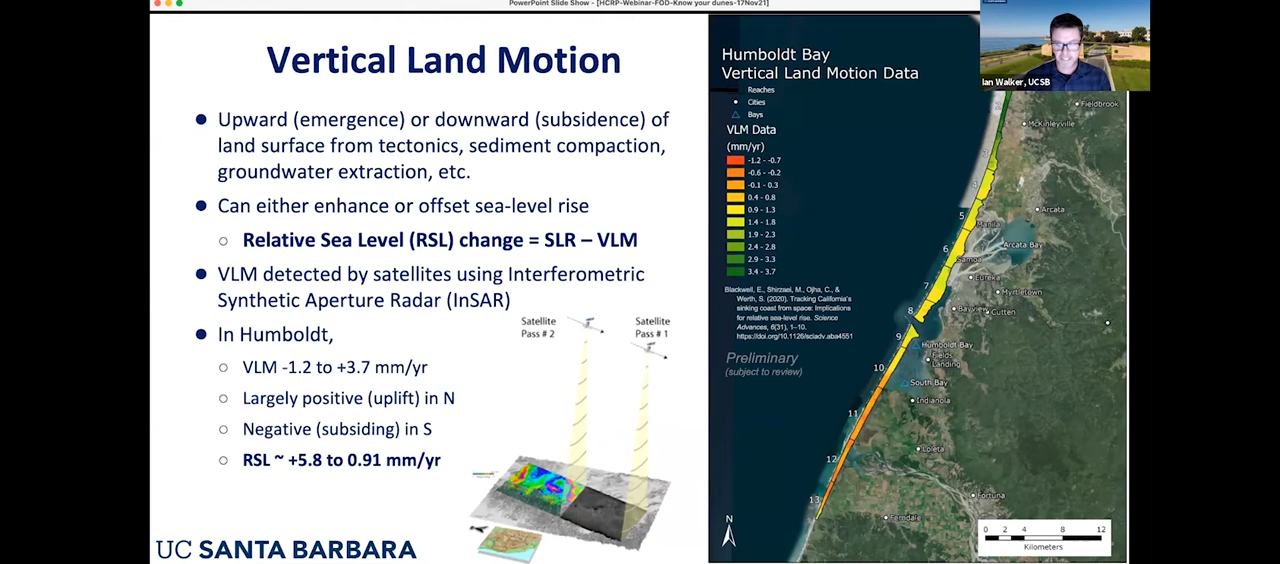 PowerPoint Slide Show - [HCRP-Webinar-FOD-Know your dunes-17Nov21]
Vertical Land Motion
● Upward (emergence) or downward (subsidence) of
land surface from tectonics, sediment compaction,
groundwater extraction, etc.
● Can either enhance or offset sea-level rise
○ Relative Sea Level (RSL) change = SLR – VLM
● VLM detected by satellites using Interferometric
Synthetic Aperture Radar (InSAR)
● In Humboldt,
○ VLM -1.2 to +3.7 mm/yr
○ Largely positive (uplift) in N
○ Negative (subsiding) in S
○ RSL ~ +5.8 to 0.91 mm/yr
Satellite
Pass # 2
Satellite
Pass # 1
UC SANTA BARBARA
Humboldt Bay
Vertical Land Motion Data
Reaches
Cities
Bays
VLM Data
(mm/yr)
-1.2 - -0.7
-0.6 - -0.2
-0.1 - 0.3
0.4 - 0.8
0.9 - 1.3
1.4 - 1.8
1.9 - 2.3
2.4 - 2.8
2.9 - 3.3
3.4 - 3.7
Blackwell, E., Shirzaei, M., Ojha, C., &
Werth, S. (2020). Tracking California's
sinking coast from space: Implications
for relative sea-level rise. Science
Advances, 6(31), 1–10.
https://doi.org/10.1126/sciadv.aba4551
Preliminary
(subject to review)
Ian Walker, UCSB
Fieldbrook
McKinleyville
3
4
Arcata
5
Manila
Arcata Bay
6
Samoa
Eureka
7
Myrtletown
8
Bayview
Cutten
9
Humboldt Bay
Fields
Landing
10
South Bay
Indianola
11
Loleta
12
Fortuna
13
Ferndale
N
0 2 4 8 12
Kilometers